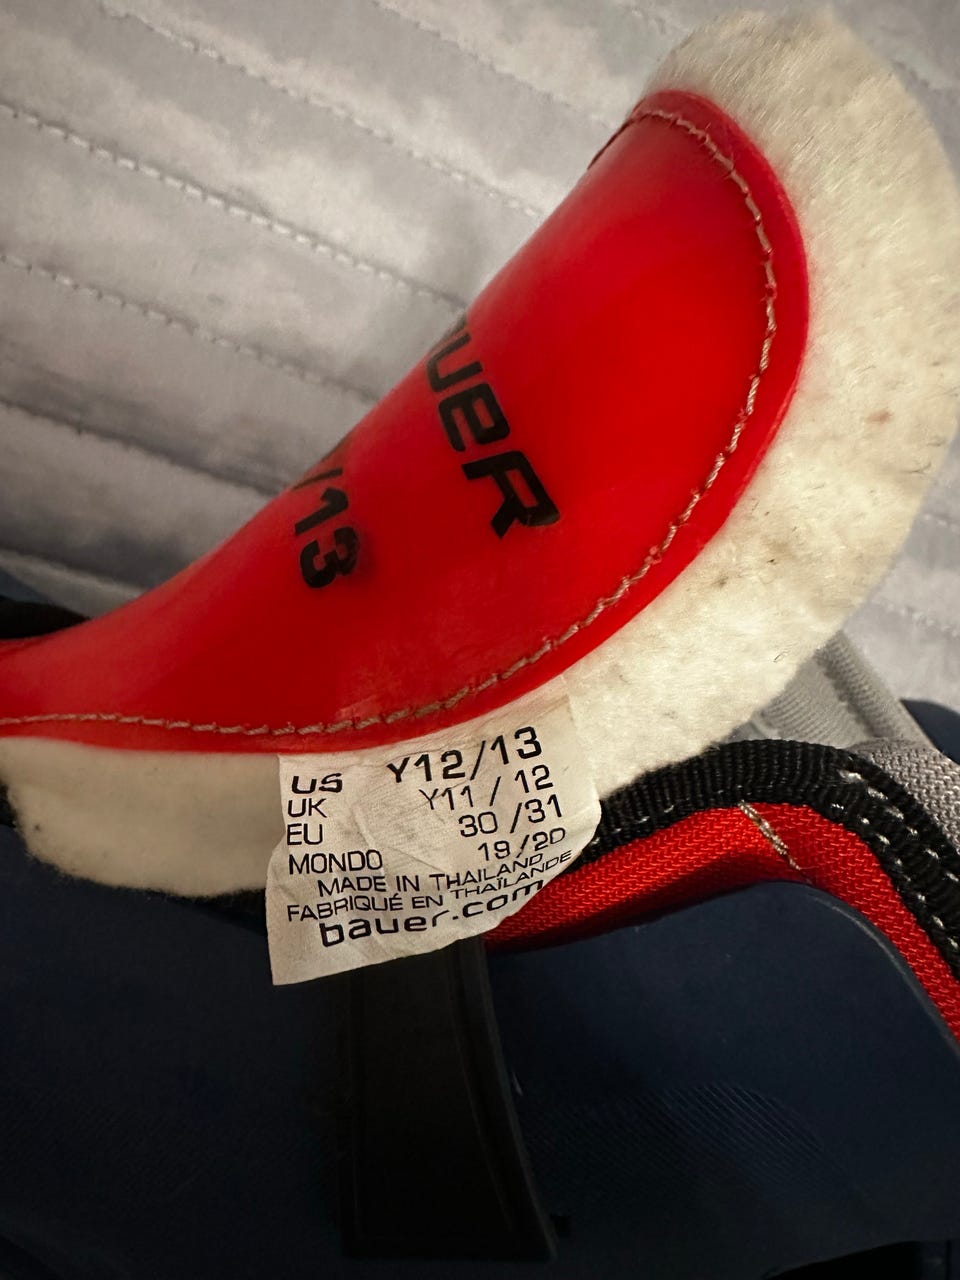 /13
US Y12/13
UK Y11 / 12
EU 30 /31
MONDO 19/20
MADE IN THAILAND
FABRIQUÉ EN THAÏLANDE
bauer.com